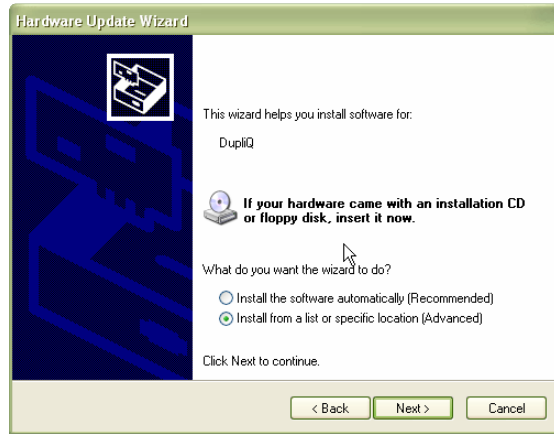 Hardware Update Wizard
This wizard helps you install software for:
DupliQ
If your hardware came with an installation CD
or floppy disk, insert it now.
What do you want the wizard to do?
Install the software automatically (Recommended)
Install from a list or specific location (Advanced)
Click Next to continue.
< Back Next > Cancel